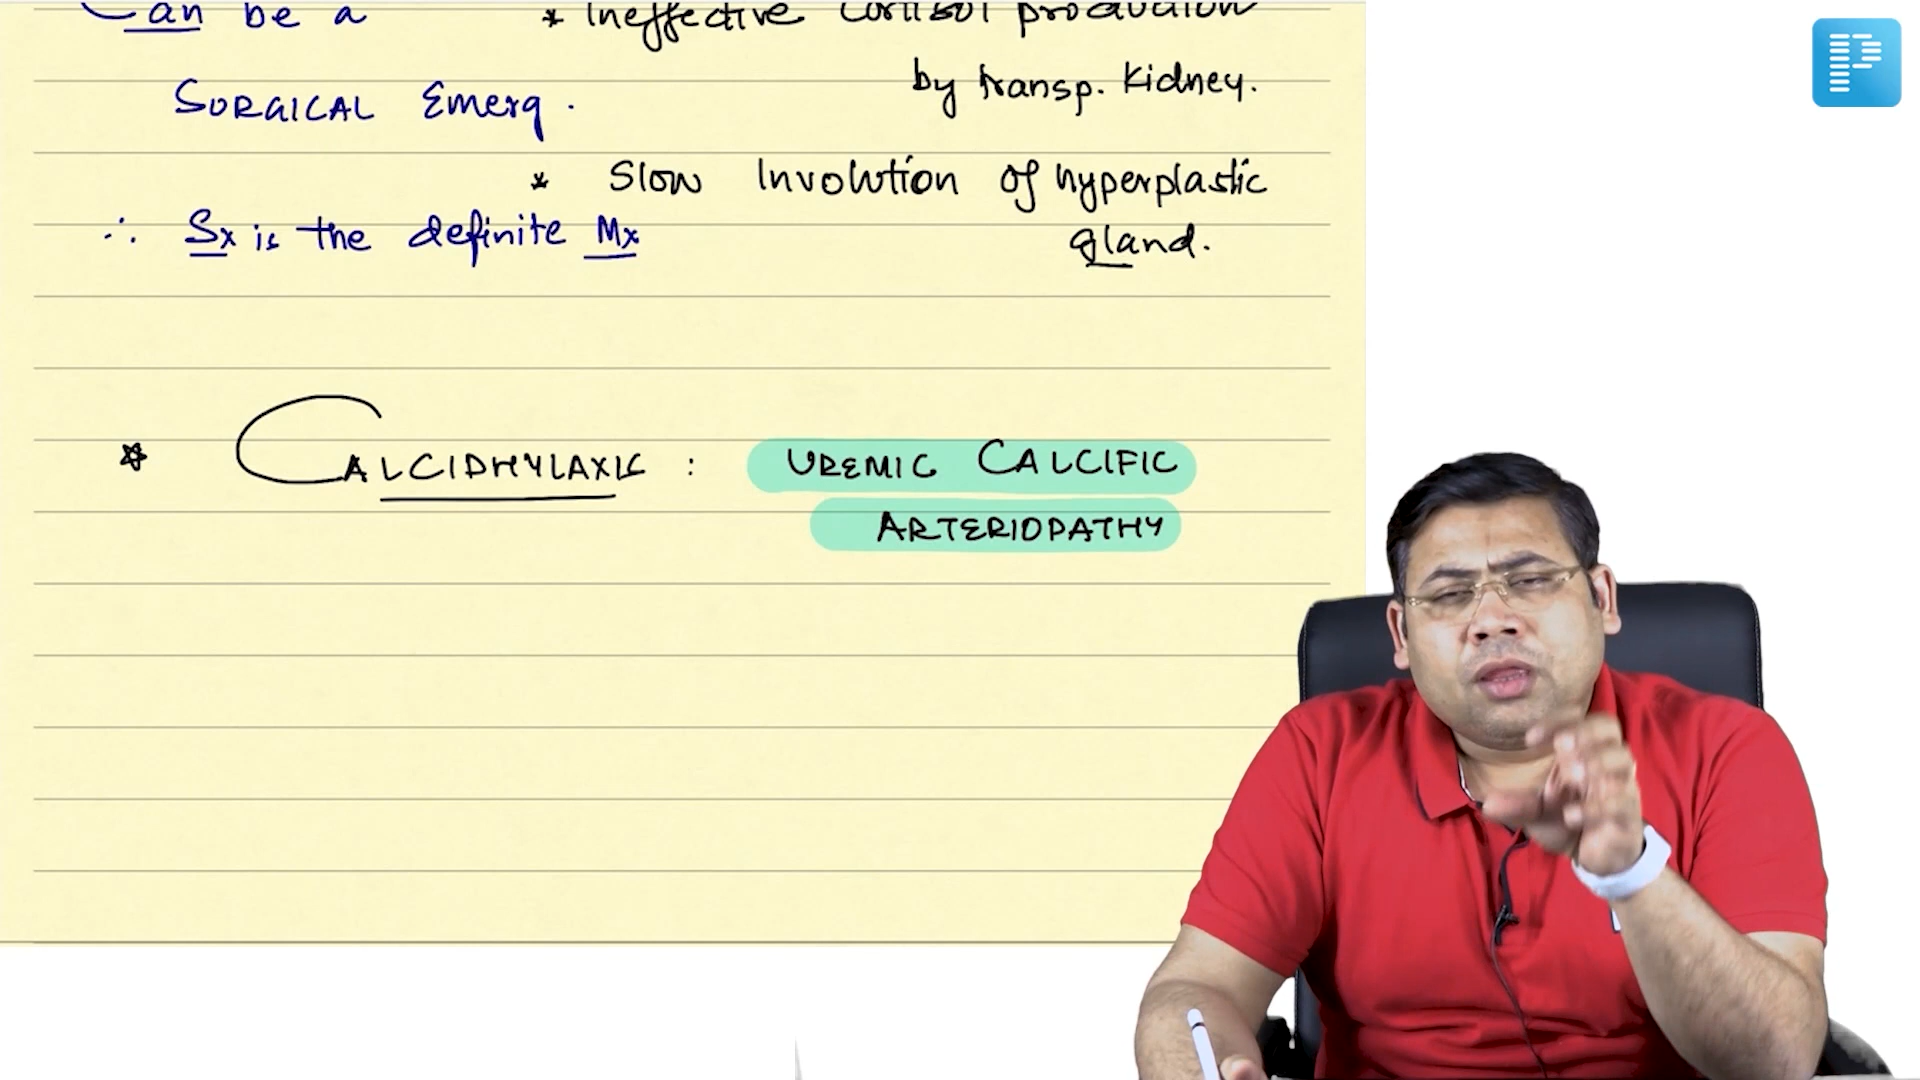 Can be a
* Ineffective Cortisol production
by transp. Kidney.
SURGICAL Emerg.
* Slow Involution of hyperplastic
gland.
∴ Sx is the definite Mx
* CALCIPHYLAXIS : UREMIC CALCIFIC
ARTERIOPATHY